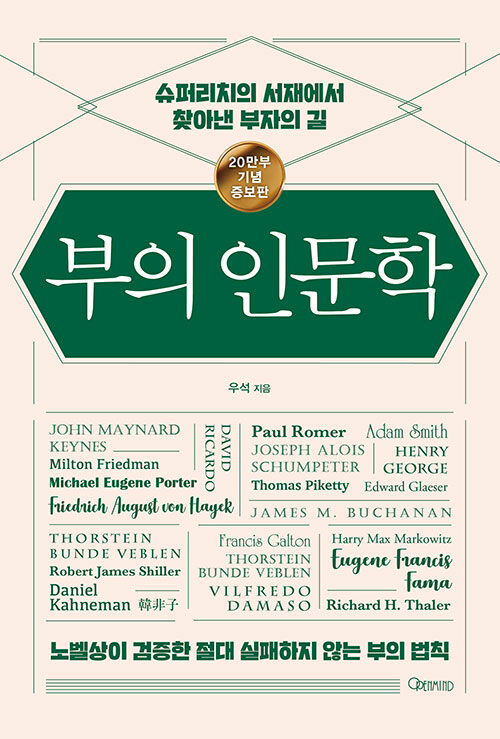 슈퍼리치의 서재에서
찾아낸 부자의 길
20만부
기념
증보판
부의 인문학
우석 지음
JOHN MAYNARD
KEYNES
Milton Friedman
Michael Eugene Porter
Friedrich August von Hayek
DAVID
RICARDO
Paul Romer
JOSEPH ALOIS
SCHUMPETER
Thomas Piketty
Adam Smith
HENRY
GEORGE
Edward Glaeser
JAMES M. BUCHANAN
THORSTEIN
BUNDE VEBLEN
Robert James Shiller
Daniel
Kahneman 韓非子
Francis Galton
THORSTEIN
BUNDE VEBLEN
VILFREDO
DAMASO
Harry Max Markowitz
Eugene Francis
Fama
Richard H. Thaler
노벨상이 검증한 절대 실패하지 않는 부의 법칙
OPENMIND